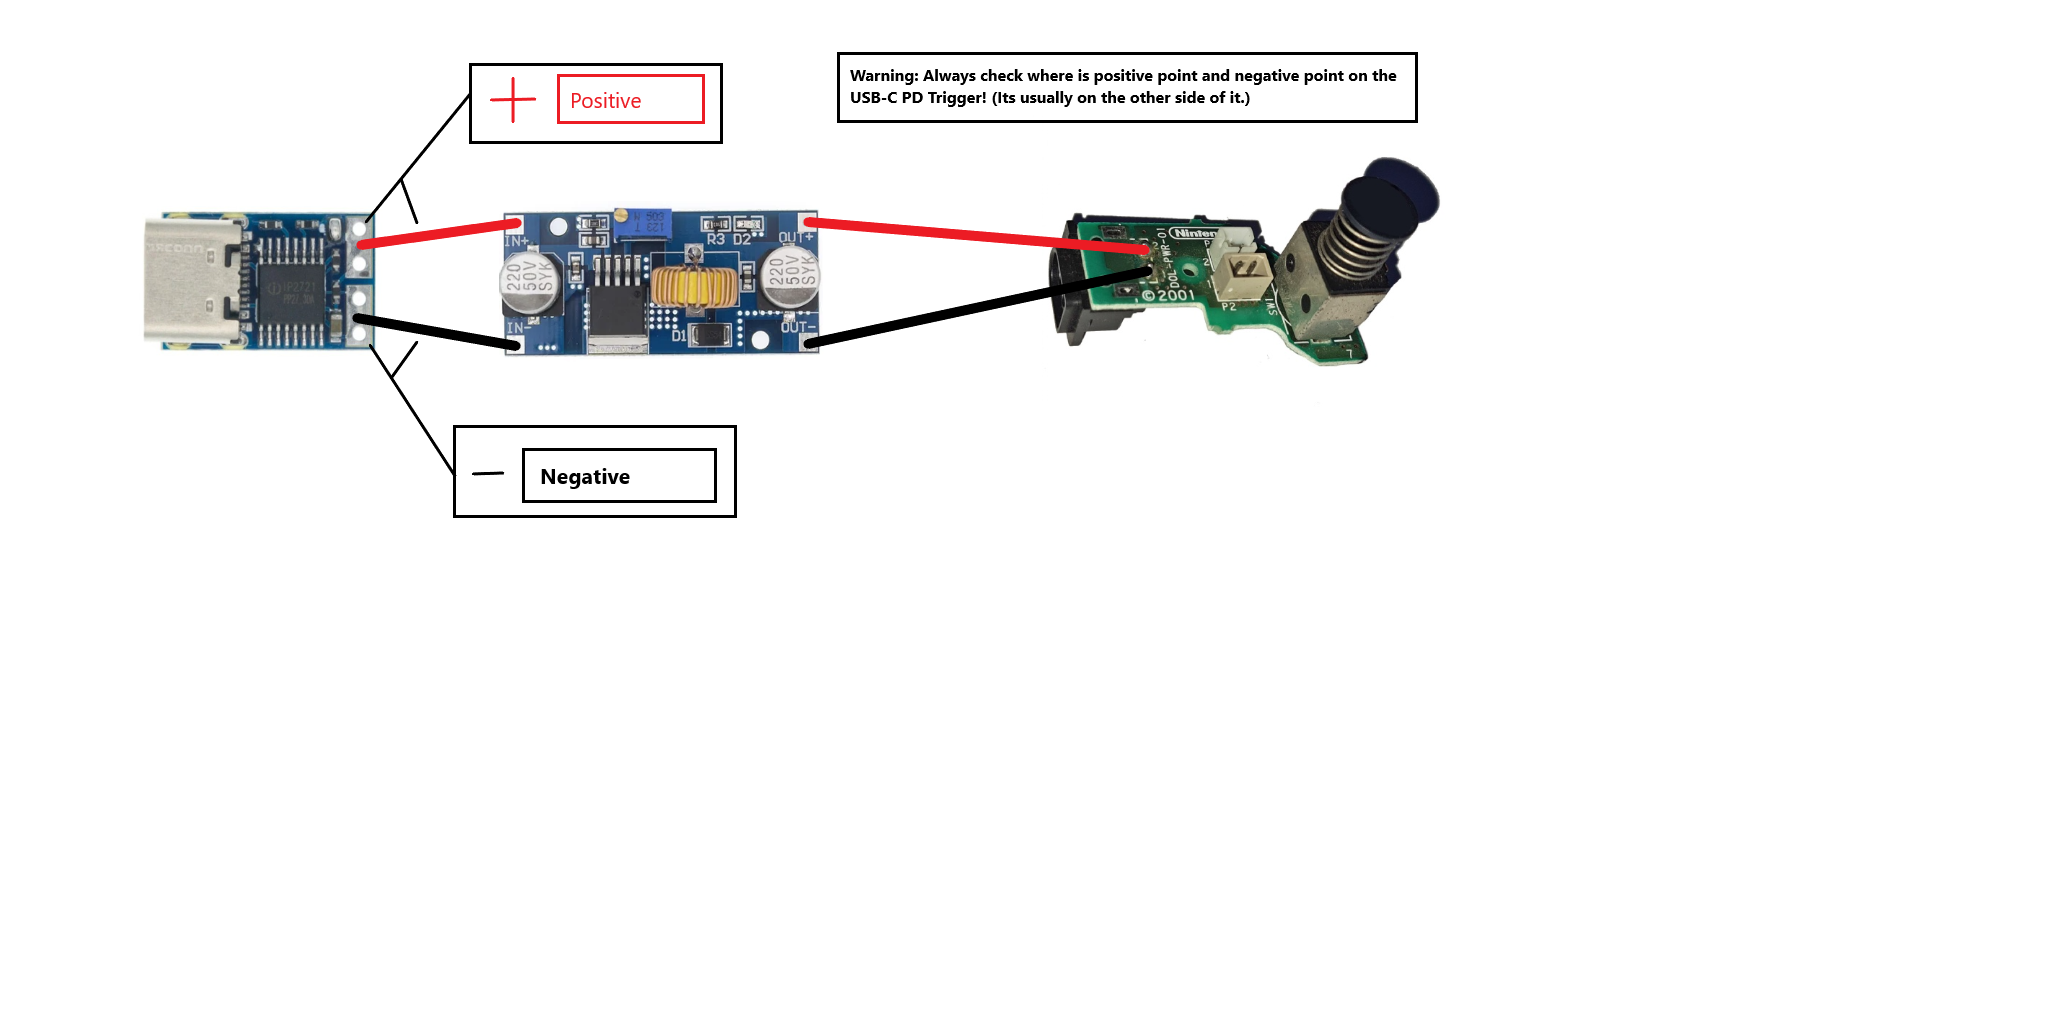 Warning: Always check where is positive point and negative point on the
USB-C PD Trigger! (Its usually on the other side of it.)
Positive
IN+
R3 D2
OUT+
220
50V
SYK
220
50V
SYK
IN-
D1
OUT-
IP2721
DOL-PWR-01
© 2001
P2
Negative